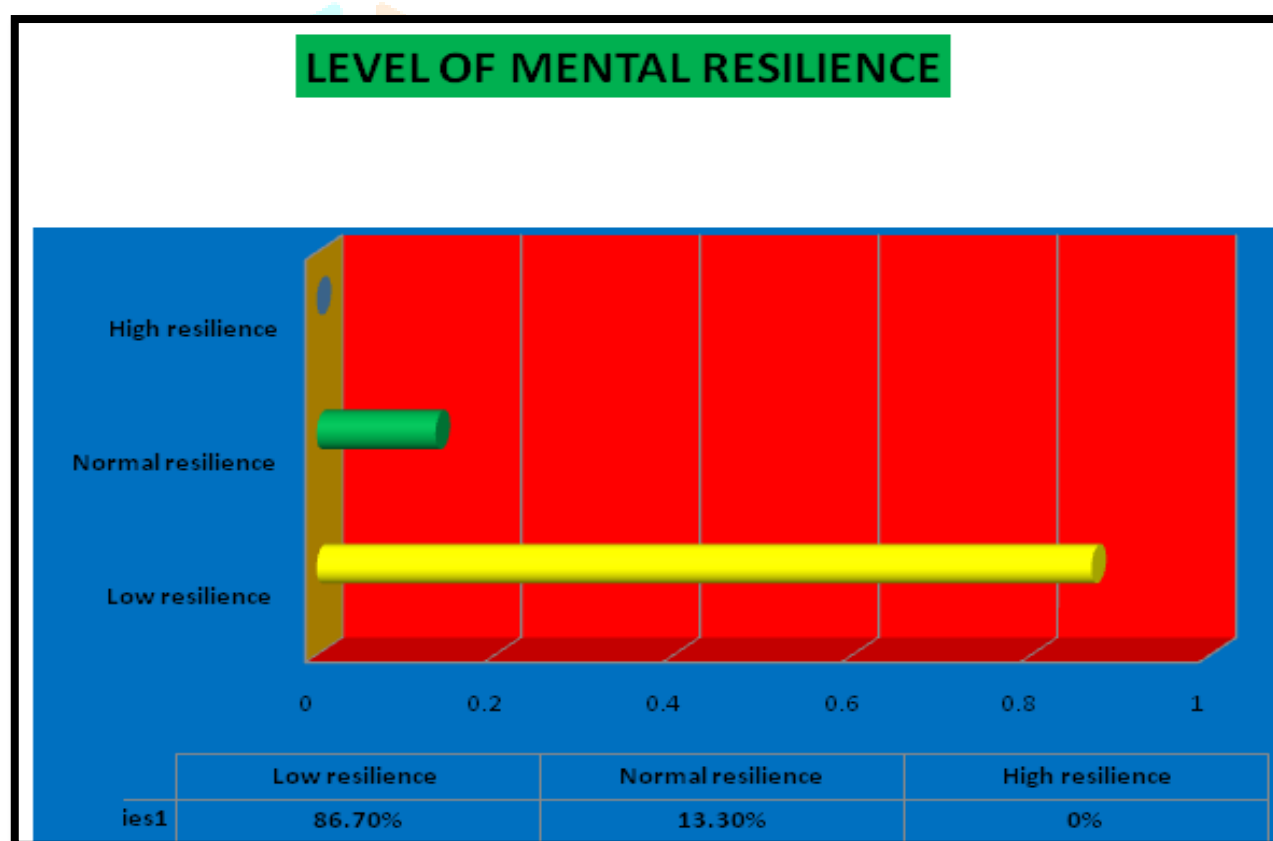 LEVEL OF MENTAL RESILIENCE
High resilience
Normal resilience
Low resilience
0 0.2 0.4 0.6 0.8 1
Low resilience Normal resilience High resilience
ies1 86.70% 13.30% 0%